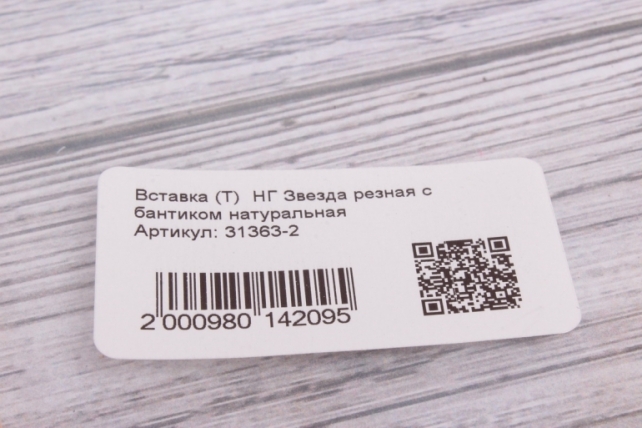 Вставка (Т) НГ Звезда резная с
бантиком натуральная
Артикул: 31363-2
2 000980 142095